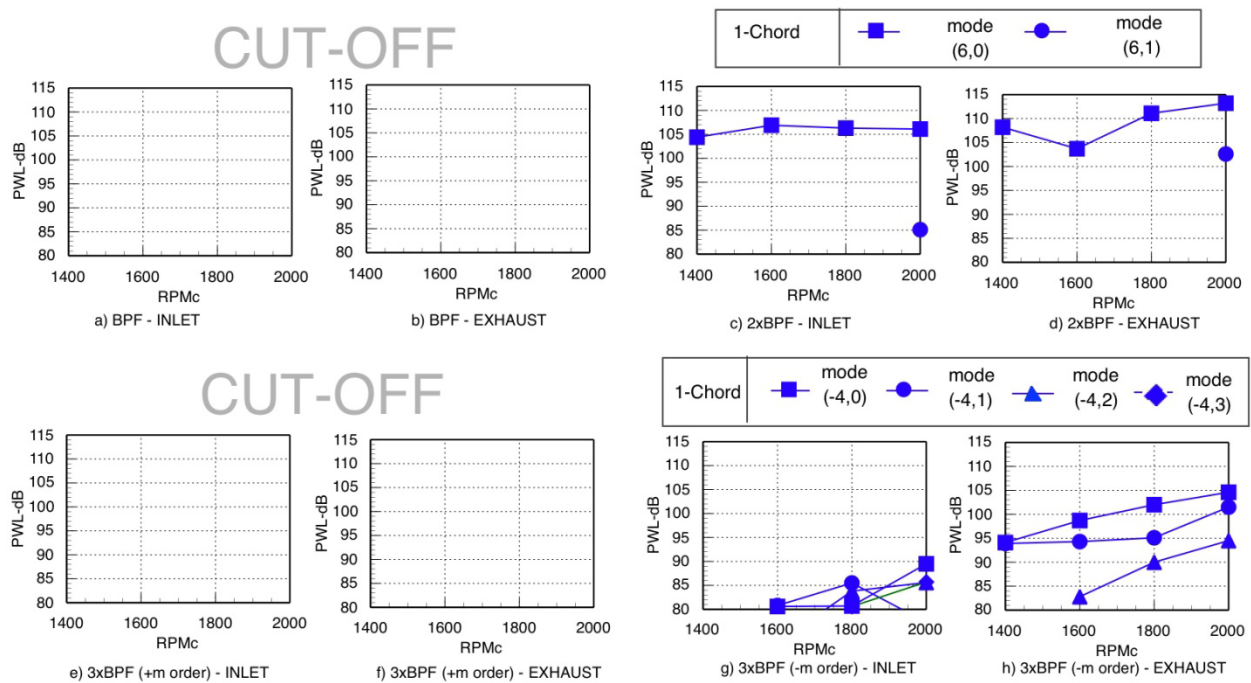 CUT-OFF
1-Chord
mode
(6,0)
mode
(6,1)
115
110
105
100
95
90
85
80
PWL-dB
1400 1600 1800 2000
RPMc
a) BPF - INLET
115
110
105
100
95
90
85
80
PWL-dB
1400 1600 1800 2000
RPMc
b) BPF - EXHAUST
115
110
105
100
95
90
85
80
PWL-dB
1400 1600 1800 2000
RPMc
c) 2xBPF - INLET
115
110
105
100
95
90
85
80
PWL-dB
1400 1600 1800 2000
RPMc
d) 2xBPF - EXHAUST
CUT-OFF
1-Chord
mode
(-4,0)
mode
(-4,1)
mode
(-4,2)
mode
(-4,3)
115
110
105
100
95
90
85
80
PWL-dB
1400 1600 1800 2000
RPMc
e) 3xBPF (+m order) - INLET
115
110
105
100
95
90
85
80
PWL-dB
1400 1600 1800 2000
RPMc
f) 3xBPF (+m order) - EXHAUST
115
110
105
100
95
90
85
80
PWL-dB
1400 1600 1800 2000
RPMc
g) 3xBPF (-m order) - INLET
115
110
105
100
95
90
85
80
PWL-dB
1400 1600 1800 2000
RPMc
h) 3xBPF (-m order) - EXHAUST